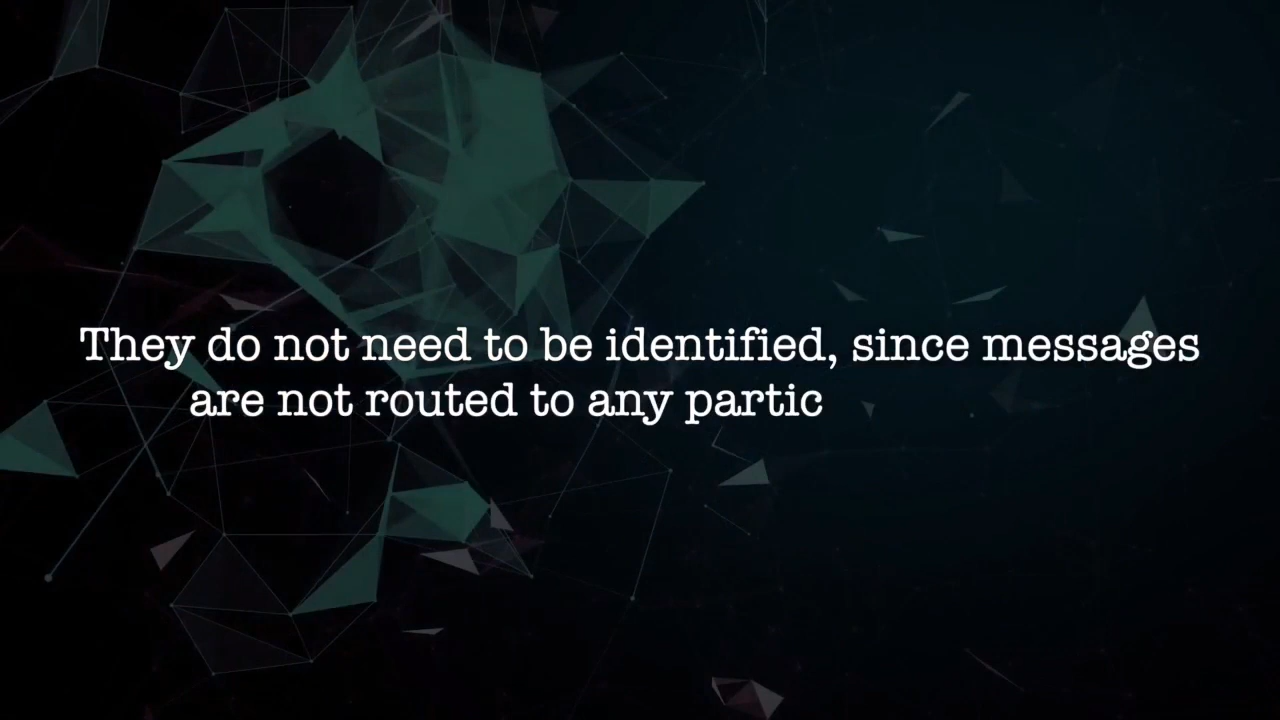 They do not need to be identified, since messages
are not routed to any partic